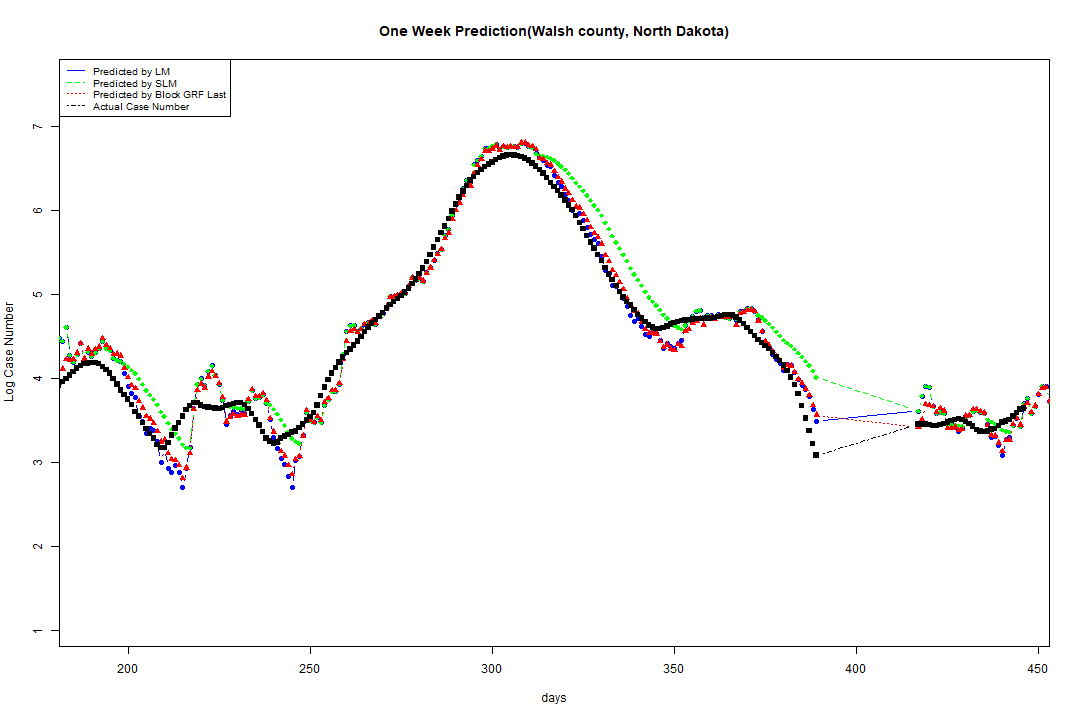 One Week Prediction(Walsh county, North Dakota)
Predicted by LM
Predicted by SLM
Predicted by Block GRF Last
Actual Case Number
7
6
5
4
3
2
1
Log Case Number
200
250
300
350
400
450
days